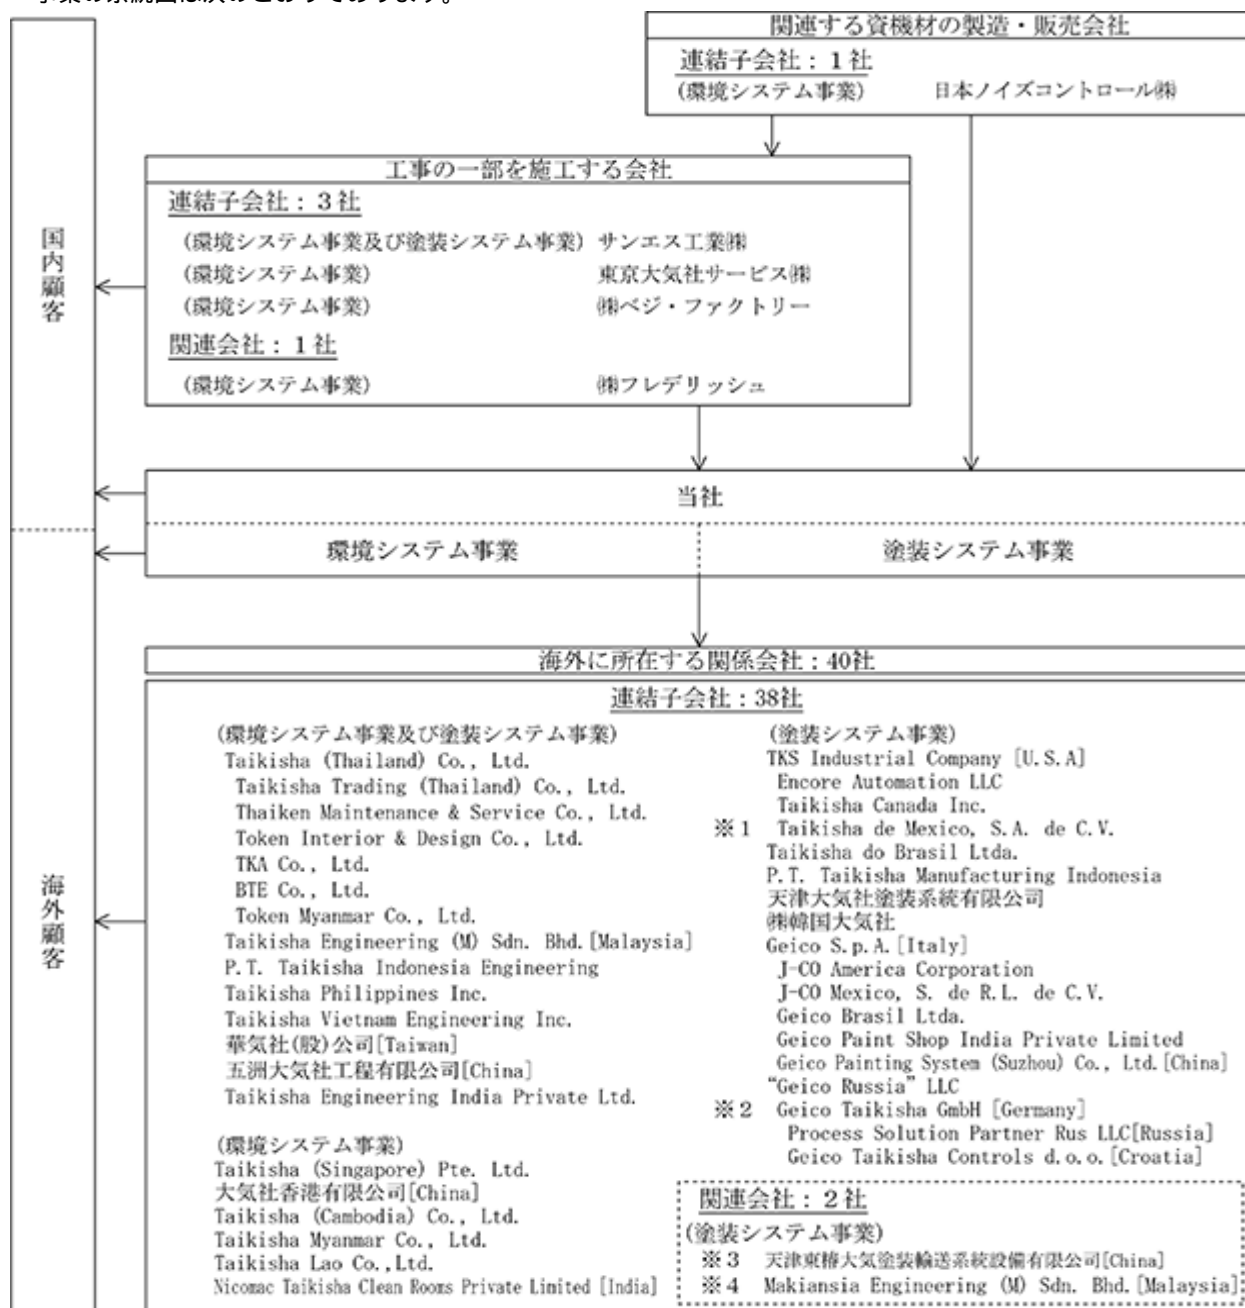 事業の系統図は次のとおりであります。
関連する資機材の製造・販売会社
連結子会社：1社
(環境システム事業) 日本ノイズコントロール㈱
工事の一部を施工する会社
連結子会社：3社
(環境システム事業及び塗装システム事業) サンエス工業㈱
(環境システム事業) 東京大気社サービス㈱
(環境システム事業) ㈱ベジ・ファクトリー
関連会社：1社
(環境システム事業) ㈱フレデリッシュ
国内顧客
当社
環境システム事業 塗装システム事業
海外顧客
海外に所在する関係会社：40社
連結子会社：38社
(環境システム事業及び塗装システム事業)
Taikisha (Thailand) Co., Ltd.
Taikisha Trading (Thailand) Co., Ltd.
Thaiken Maintenance & Service Co., Ltd.
Token Interior & Design Co., Ltd.
TKA Co., Ltd.
BTE Co., Ltd.
Token Myanmar Co., Ltd.
Taikisha Engineering (M) Sdn. Bhd.[Malaysia]
P.T. Taikisha Indonesia Engineering
Taikisha Philippines Inc.
Taikisha Vietnam Engineering Inc.
華気社(股)公司[Taiwan]
五洲大気社工程有限公司[China]
Taikisha Engineering India Private Ltd.
(環境システム事業)
Taikisha (Singapore) Pte. Ltd.
大気社香港有限公司[China]
Taikisha (Cambodia) Co., Ltd.
Taikisha Myanmar Co., Ltd.
Taikisha Lao Co.,Ltd.
Nicomac Taikisha Clean Rooms Private Limited [India]
(塗装システム事業)
TKS Industrial Company [U.S.A]
Encore Automation LLC
Taikisha Canada Inc.
※1 Taikisha de Mexico, S.A. de C.V.
Taikisha do Brasil Ltda.
P.T. Taikisha Manufacturing Indonesia
天津大気社塗装系統有限公司
㈱韓国大気社
Geico S.p.A.[Italy]
J-CO America Corporation
J-CO Mexico, S. de R.L. de C.V.
Geico Brasil Ltda.
Geico Paint Shop India Private Limited
Geico Painting System (Suzhou) Co., Ltd.[China]
“Geico Russia” LLC
※2 Geico Taikisha GmbH [Germany]
Process Solution Partner Rus LLC[Russia]
Geico Taikisha Controls d.o.o.[Croatia]
関連会社：2社
(塗装システム事業)
※3 天津東椿大気塗装輸送系統設備有限公司[China]
※4 Makiansia Engineering (M) Sdn. Bhd.[Malaysia]